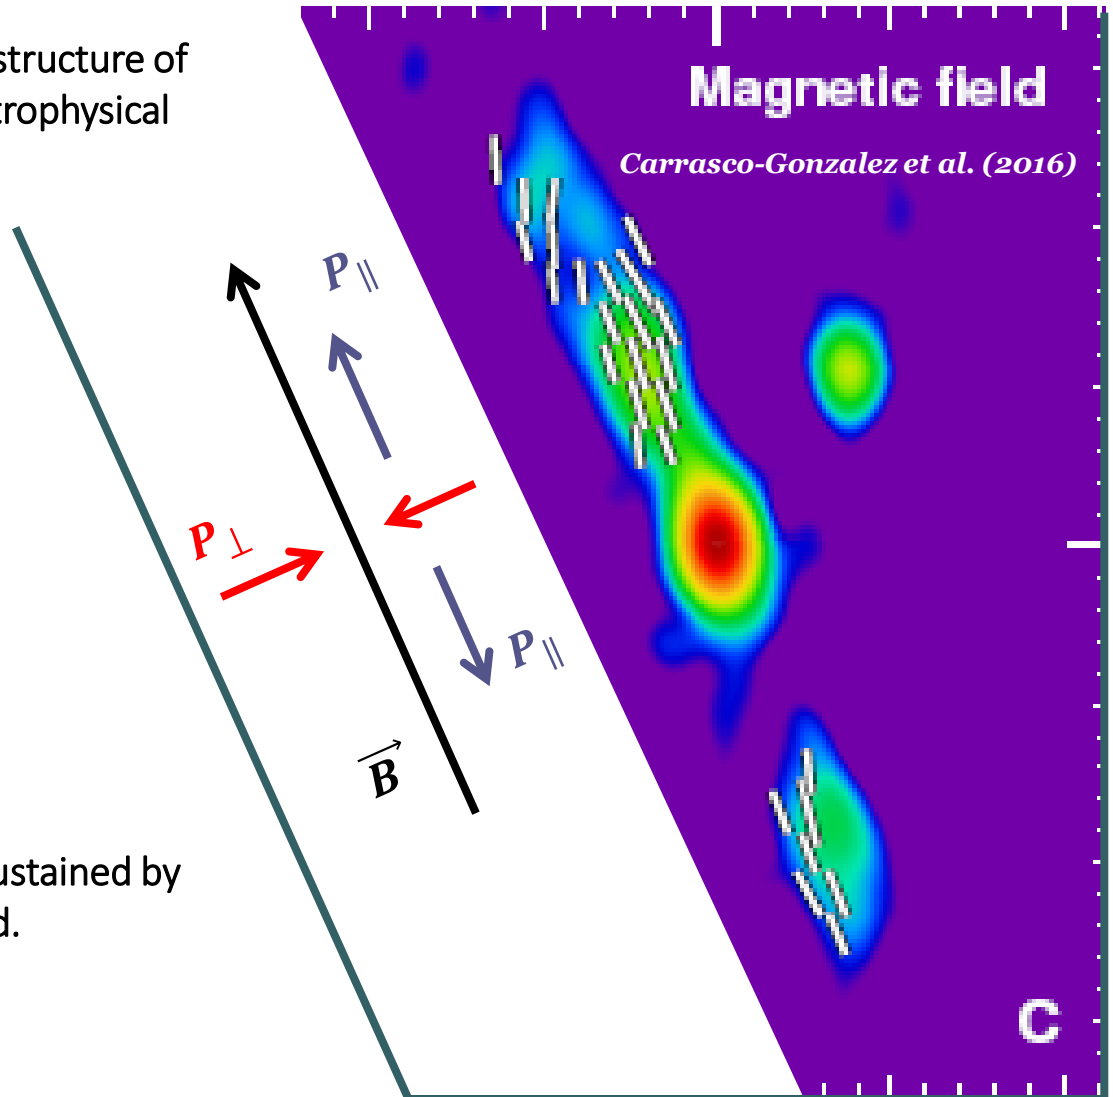 structure of
trophysical
Magnetic field
Carrasco-Gonzalez et al. (2016)
P∥
P⊥
P∥
B⃗
ustained by
d.
C